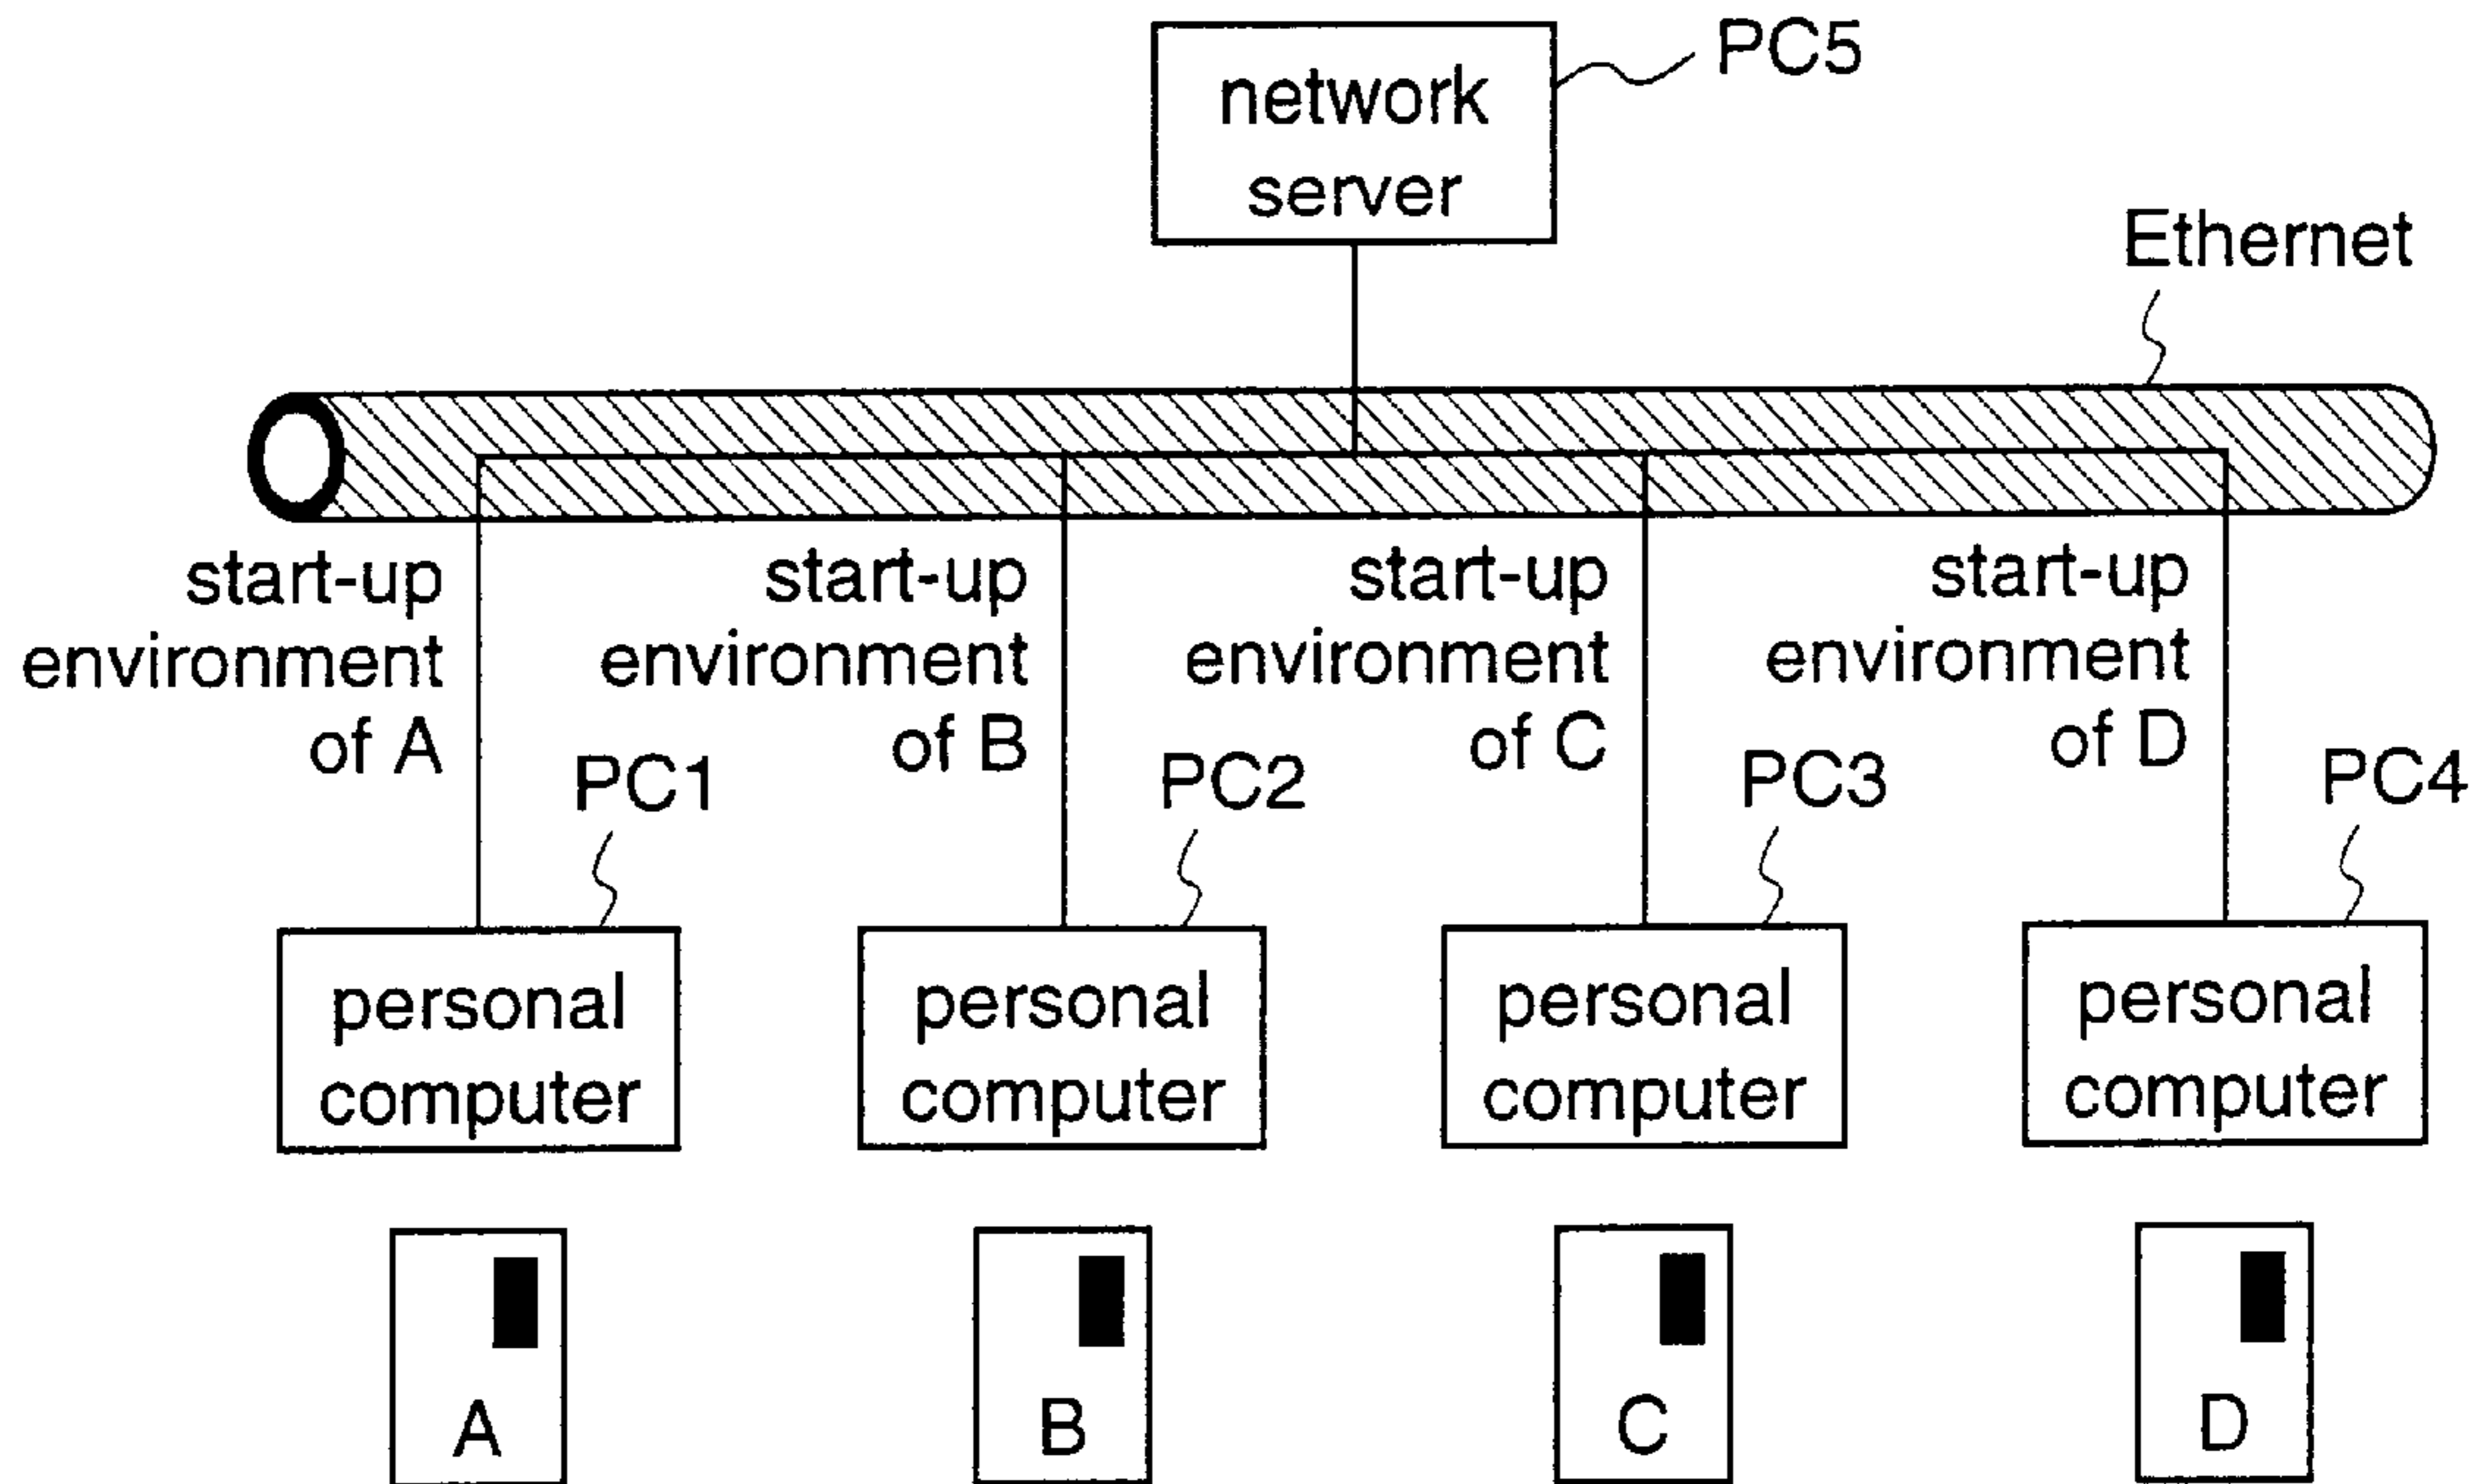 network
server
PC5
Ethernet
start-up
environment
of A
start-up
environment
of B
start-up
environment
of C
start-up
environment
of D
PC1
PC2
PC3
PC4
personal
computer
personal
computer
personal
computer
personal
computer
A
B
C
D